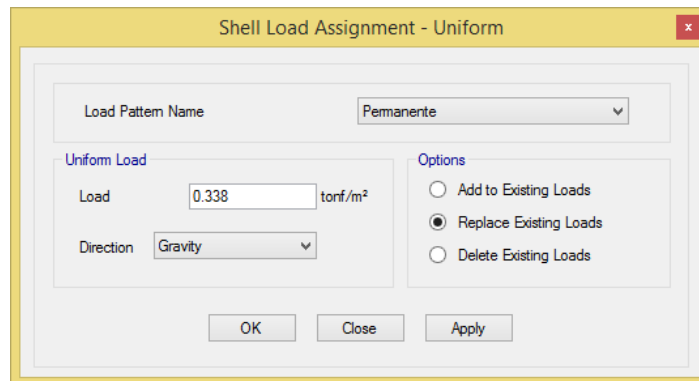 Shell Load Assignment - Uniform
x
Load Pattern Name Permanente
Uniform Load
Load 0.338 tonf/m²
Direction Gravity
Options
Add to Existing Loads
Replace Existing Loads
Delete Existing Loads
OK Close Apply